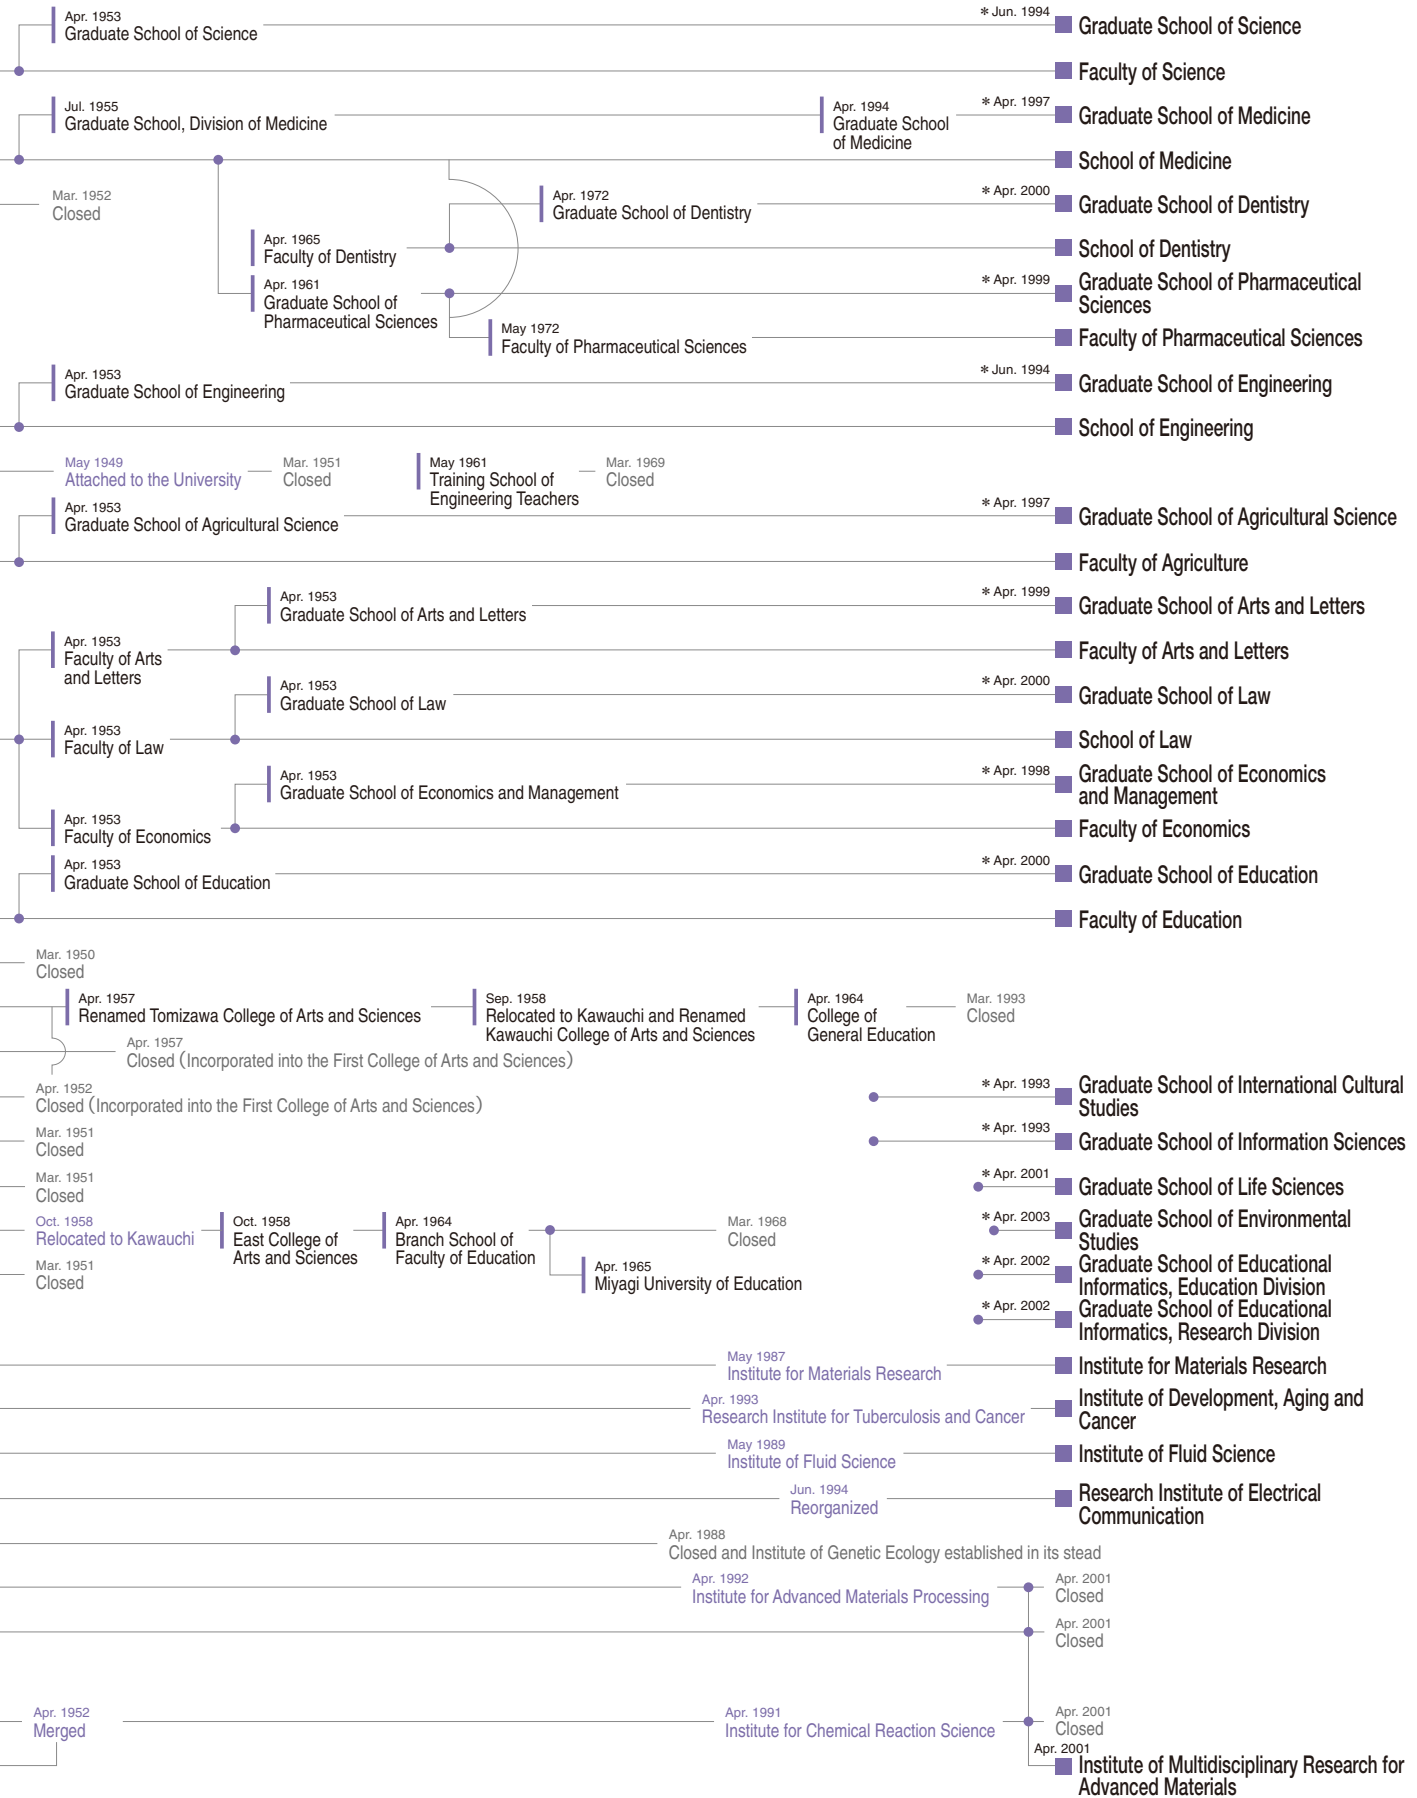 Apr. 1953
Graduate School of Science
* Jun. 1994
Graduate School of Science
Faculty of Science
Jul. 1955
Graduate School, Division of Medicine
Apr. 1994
Graduate School
of Medicine
* Apr. 1997
Graduate School of Medicine
School of Medicine
Mar. 1952
Closed
Apr. 1972
Graduate School of Dentistry
* Apr. 2000
Graduate School of Dentistry
Apr. 1965
Faculty of Dentistry
School of Dentistry
Apr. 1961
Graduate School of
Pharmaceutical Sciences
* Apr. 1999
Graduate School of Pharmaceutical
Sciences
May 1972
Faculty of Pharmaceutical Sciences
Faculty of Pharmaceutical Sciences
Apr. 1953
Graduate School of Engineering
* Jun. 1994
Graduate School of Engineering
School of Engineering
May 1949
Attached to the University
Mar. 1951
Closed
May 1961
Training School of
Engineering Teachers
Mar. 1969
Closed
Apr. 1953
Graduate School of Agricultural Science
* Apr. 1997
Graduate School of Agricultural Science
Faculty of Agriculture
Apr. 1953
Graduate School of Arts and Letters
* Apr. 1999
Graduate School of Arts and Letters
Apr. 1953
Faculty of Arts
and Letters
Faculty of Arts and Letters
Apr. 1953
Graduate School of Law
* Apr. 2000
Graduate School of Law
Apr. 1953
Faculty of Law
School of Law
Apr. 1953
Graduate School of Economics and Management
* Apr. 1998
Graduate School of Economics
and Management
Apr. 1953
Faculty of Economics
Faculty of Economics
Apr. 1953
Graduate School of Education
* Apr. 2000
Graduate School of Education
Faculty of Education
Mar. 1950
Closed
Apr. 1957
Renamed Tomizawa College of Arts and Sciences
Sep. 1958
Relocated to Kawauchi and Renamed
Kawauchi College of Arts and Sciences
Apr. 1964
College of
General Education
Mar. 1993
Closed
Apr. 1957
Closed (Incorporated into the First College of Arts and Sciences)
Apr. 1952
Closed (Incorporated into the First College of Arts and Sciences)
* Apr. 1993
Graduate School of International Cultural
Studies
Mar. 1951
Closed
* Apr. 1993
Graduate School of Information Sciences
Mar. 1951
Closed
* Apr. 2001
Graduate School of Life Sciences
Oct. 1958
Relocated to Kawauchi
Oct. 1958
East College of
Arts and Sciences
Apr. 1964
Branch School of
Faculty of Education
Mar. 1968
Closed
* Apr. 2003
Graduate School of Environmental
Studies
Mar. 1951
Closed
Apr. 1965
Miyagi University of Education
* Apr. 2002
Graduate School of Educational
Informatics, Education Division
* Apr. 2002
Graduate School of Educational
Informatics, Research Division
May 1987
Institute for Materials Research
Institute for Materials Research
Apr. 1993
Research Institute for Tuberculosis and Cancer
Institute of Development, Aging and
Cancer
May 1989
Institute of Fluid Science
Institute of Fluid Science
Jun. 1994
Reorganized
Research Institute of Electrical
Communication
Apr. 1988
Closed and Institute of Genetic Ecology established in its stead
Apr. 1992
Institute for Advanced Materials Processing
Apr. 2001
Closed
Apr. 2001
Closed
Apr. 1952
Merged
Apr. 1991
Institute for Chemical Reaction Science
Apr. 2001
Closed
Apr. 2001
Institute of Multidisciplinary Research for
Advanced Materials